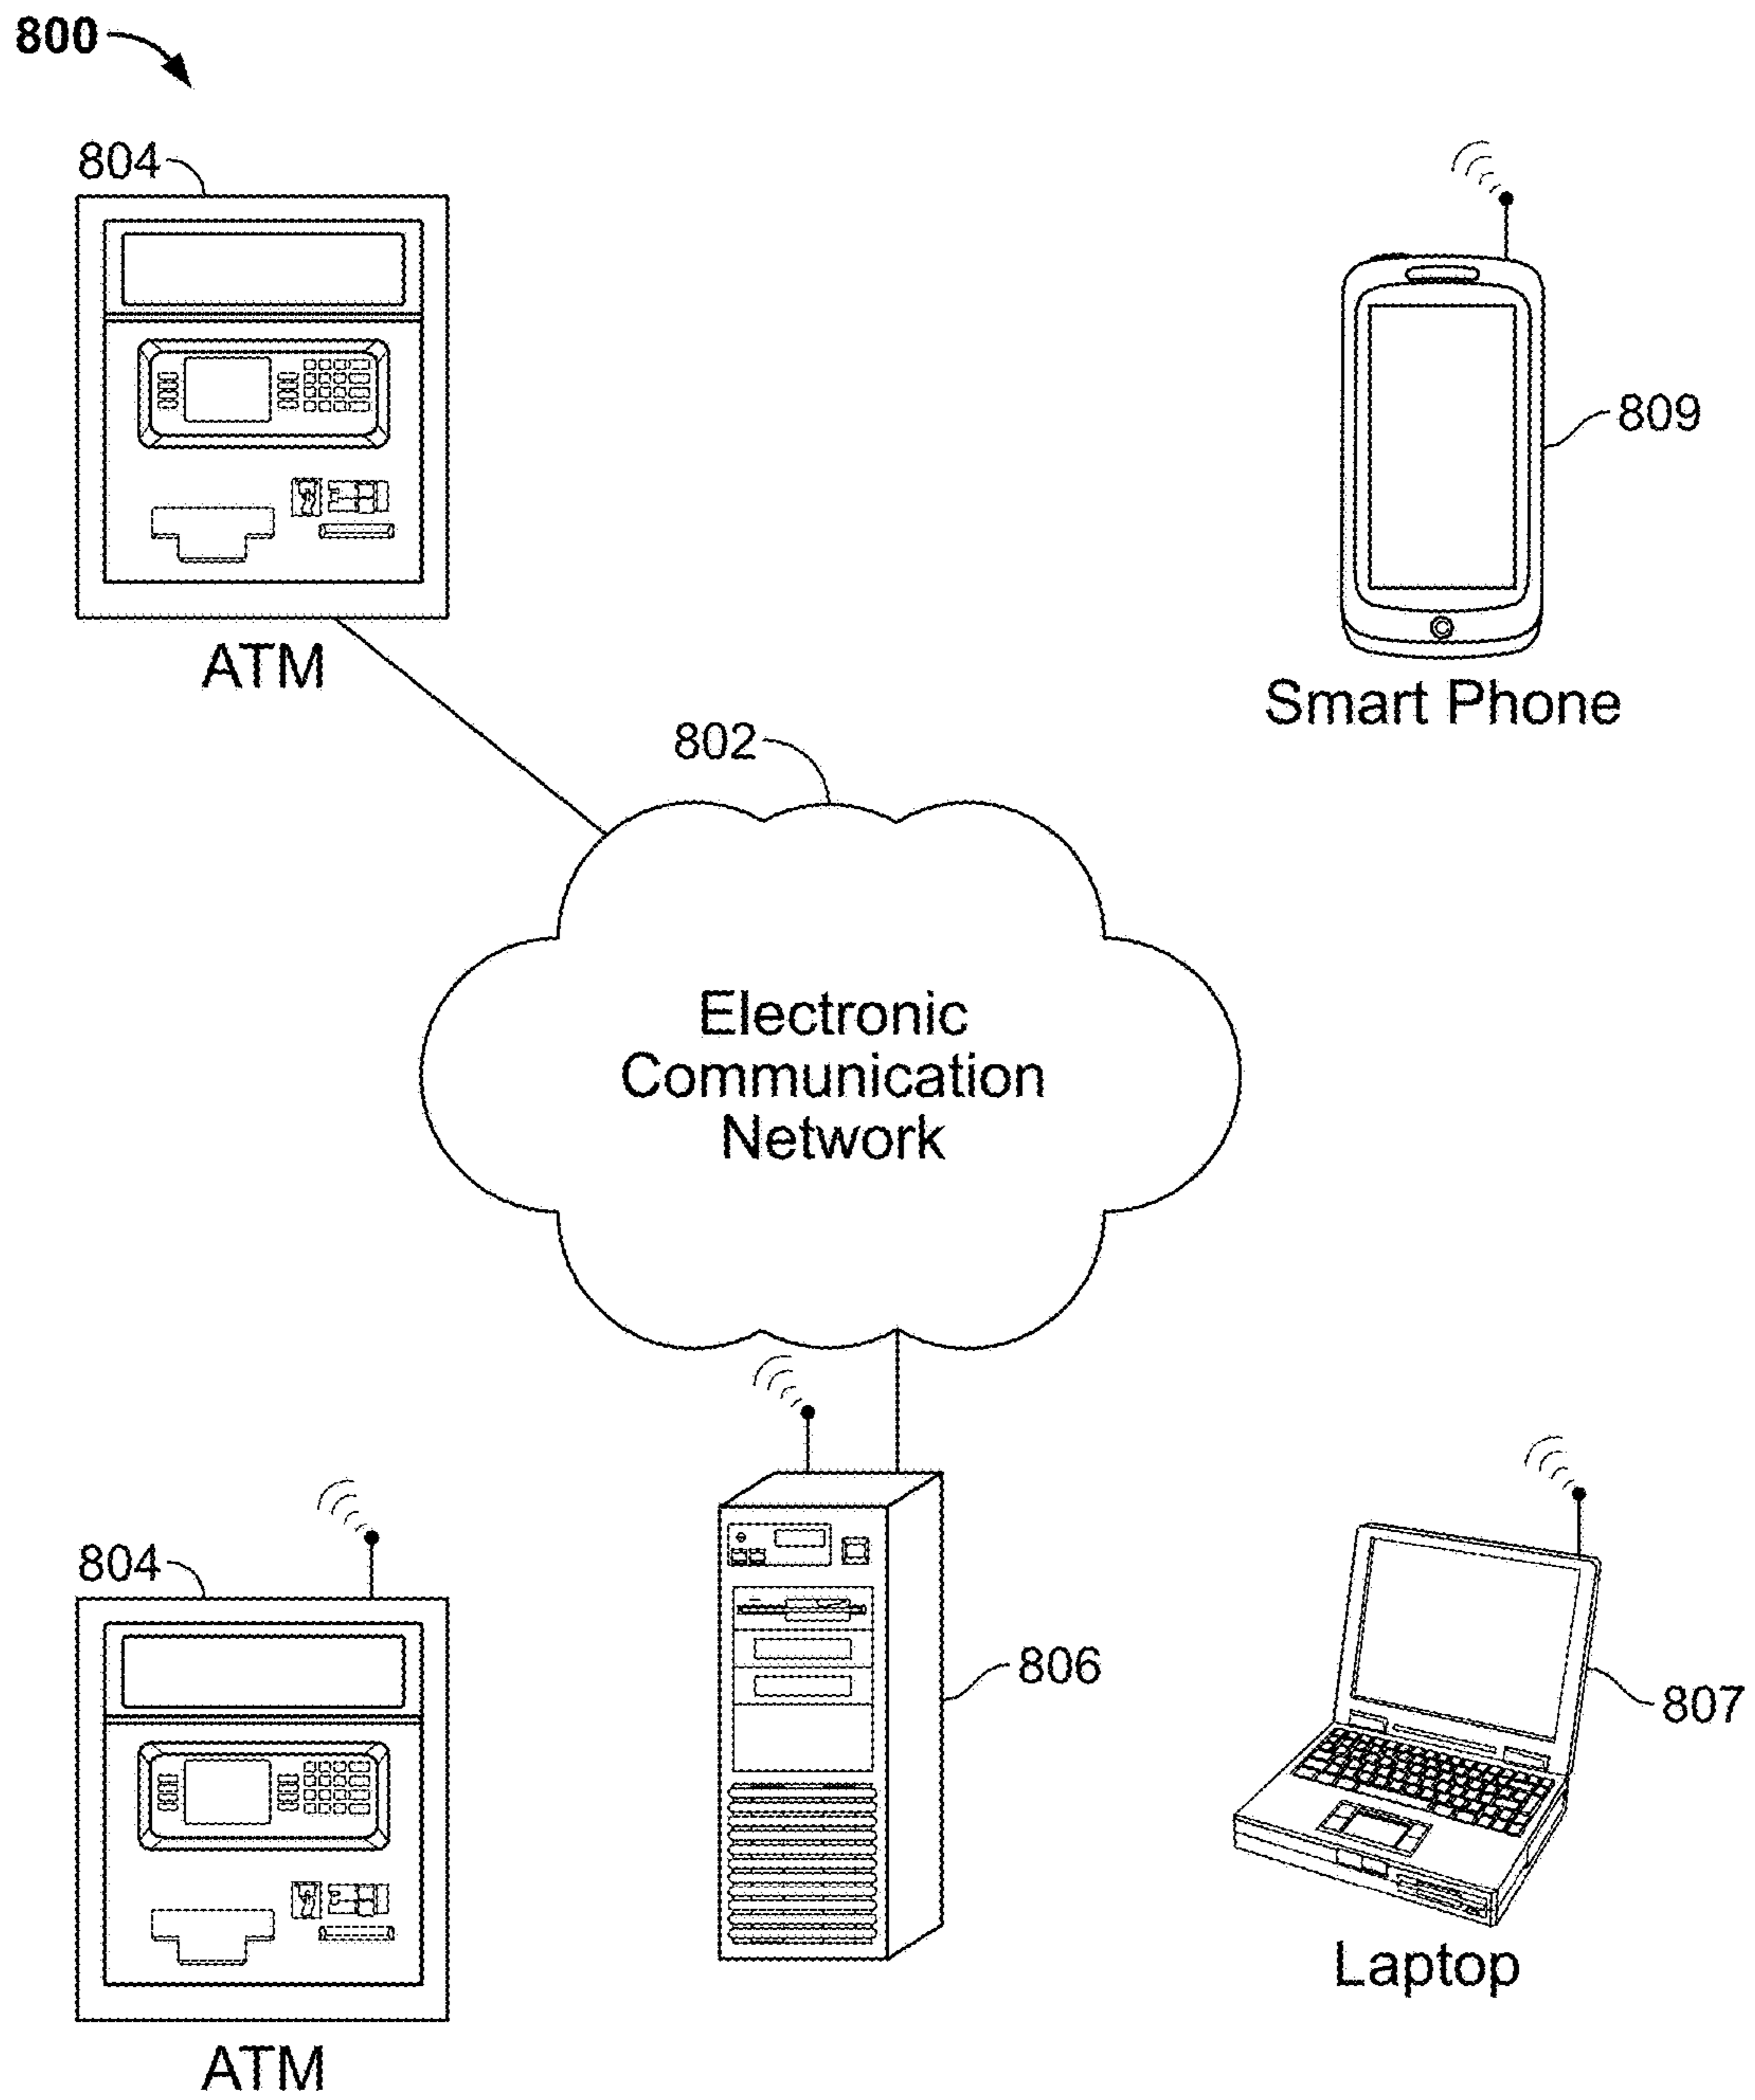 800
804
ATM
809
Smart Phone
802
Electronic
Communication
Network
804
ATM
806
807
Laptop